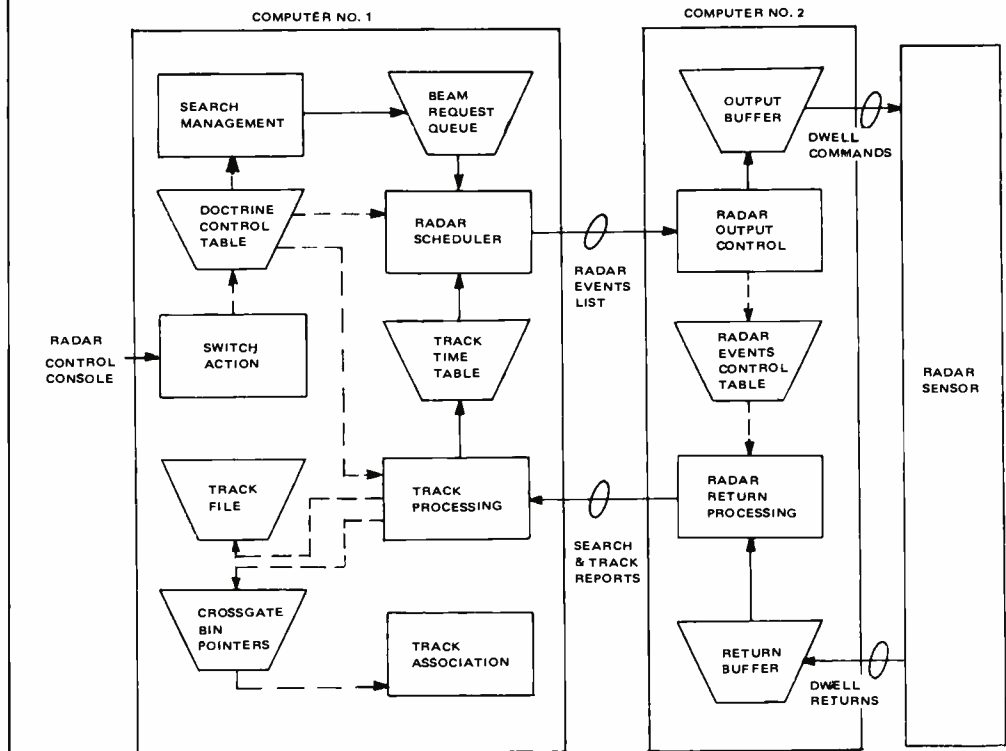 COMPUTER NO. 1
COMPUTER NO. 2
SEARCH
MANAGEMENT
BEAM
REQUEST
QUEUE
OUTPUT
BUFFER
DWELL
COMMANDS
DOCTRINE
CONTROL
TABLE
RADAR
SCHEDULER
RADAR
EVENTS
LIST
RADAR
OUTPUT
CONTROL
RADAR
CONTROL
CONSOLE
SWITCH
ACTION
TRACK
TIME
TABLE
RADAR
EVENTS
CONTROL
TABLE
RADAR
SENSOR
TRACK
FILE
TRACK
PROCESSING
SEARCH
& TRACK
REPORTS
RADAR
RETURN
PROCESSING
CROSSGATE
BIN
POINTERS
TRACK
ASSOCIATION
RETURN
BUFFER
DWELL
RETURNS